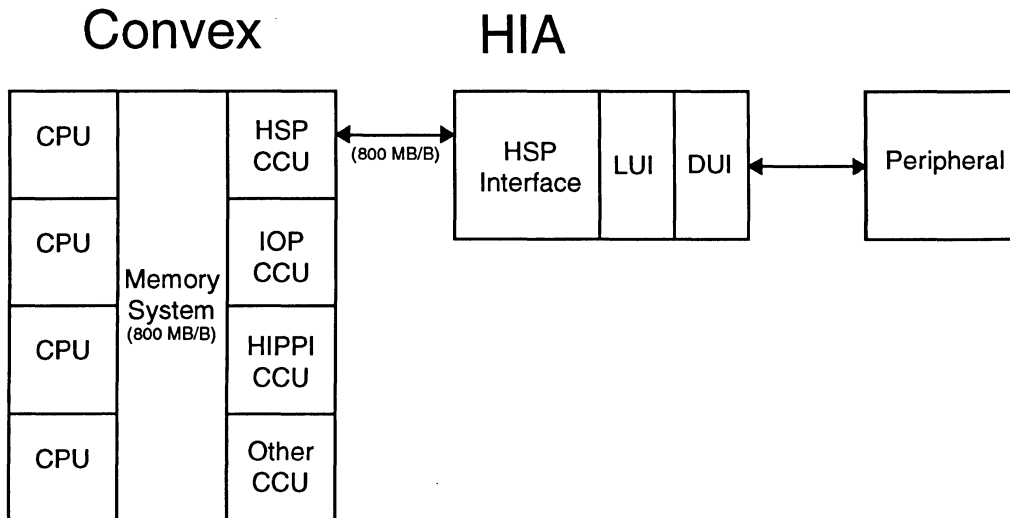 Convex
HIA
CPU
HSP
CCU
(800 MB/B)
HSP
Interface
LUI
DUI
Peripheral
CPU
IOP
CCU
Memory
System
(800 MB/B)
CPU
HIPPI
CCU
CPU
Other
CCU